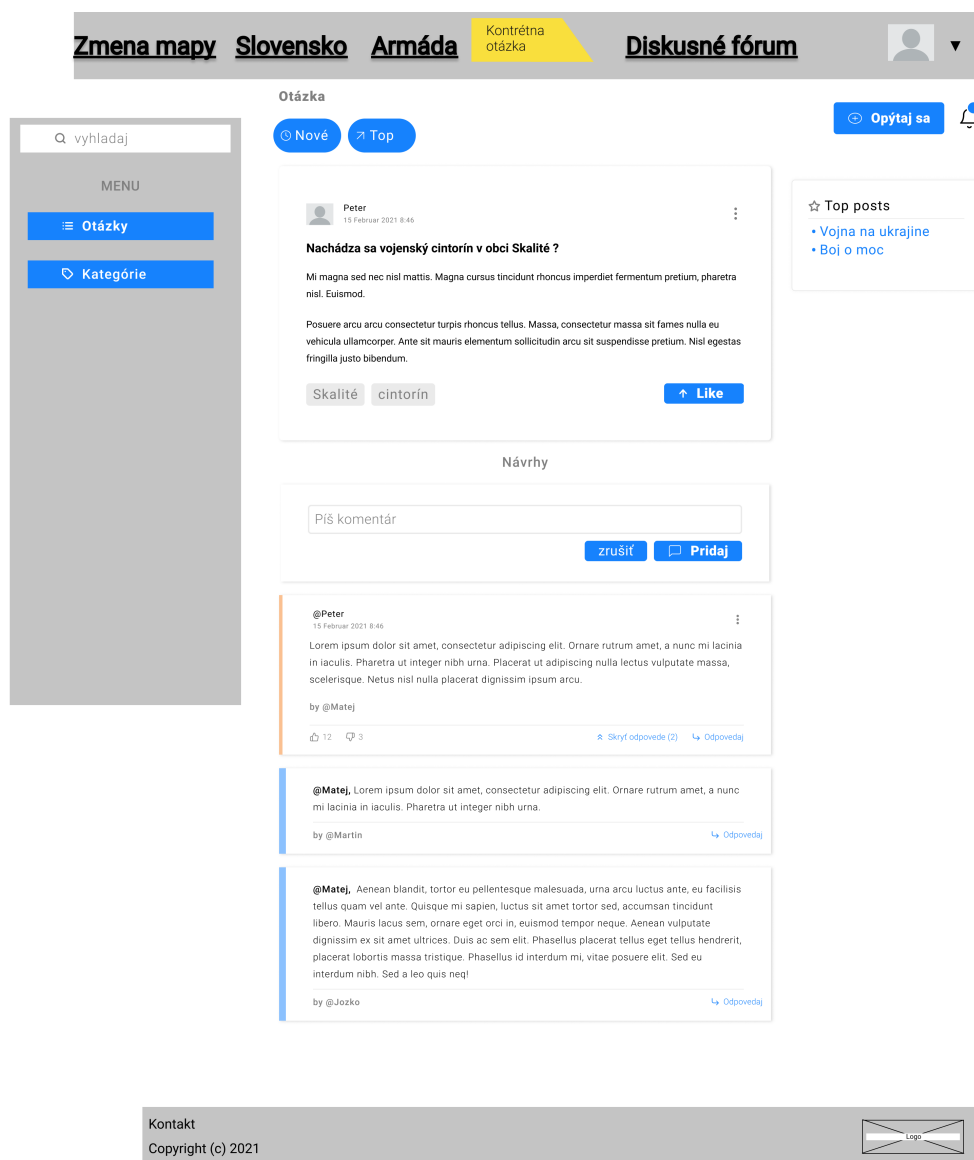 Zmena mapy Slovensko Armáda Kontrétna otázka Diskusné fórum ▼
Otázka
Nové Top
Opýtaj sa
vyhladaj
MENU
Otázky
Kategórie
Peter
15 Februar 2021 8:46
Nachádza sa vojenský cintorín v obci Skalité ?
Mi magna sed nec nisl mattis. Magna cursus tincidunt rhoncus imperdiet fermentum pretium, pharetra
nisl. Euismod.
Posuere arcu arcu consectetur turpis rhoncus tellus. Massa, consectetur massa sit fames nulla eu
vehicula ullamcorper. Ante sit mauris elementum sollicitudin arcu sit suspendisse pretium. Nisl egestas
fringilla justo bibendum.
Skalité cintorín
Like
Top posts
• Vojna na ukrajine
• Boj o moc
Návrhy
Píš komentár
zrušiť Pridaj
@Peter
15 Februar 2021 8:46
Lorem ipsum dolor sit amet, consectetur adipiscing elit. Ornare rutrum amet, a nunc mi lacinia
in iaculis. Pharetra ut integer nibh urna. Placerat ut adipiscing nulla lectus vulputate massa,
scelerisque. Netus nisl nulla placerat dignissim ipsum arcu.
by @Matej
12 3 Skryť odpovede (2) Odpovedaj
@Matej, Lorem ipsum dolor sit amet, consectetur adipiscing elit. Ornare rutrum amet, a nunc
mi lacinia in iaculis. Pharetra ut integer nibh urna.
by @Martin Odpovedaj
@Matej, Aenean blandit, tortor eu pellentesque malesuada, urna arcu luctus ante, eu facilisis
tellus quam vel ante. Quisque mi sapien, luctus sit amet tortor sed, accumsan tincidunt
libero. Mauris lacus sem, ornare eget orci in, euismod tempor neque. Aenean vulputate
dignissim ex sit amet ultrices. Duis ac sem elit. Phasellus placerat tellus eget tellus hendrerit,
placerat lobortis massa tristique. Phasellus id interdum mi, vitae posuere elit. Sed eu
interdum nibh. Sed a leo quis neq!
by @Jozko Odpovedaj
Kontakt
Copyright (c) 2021
Logo